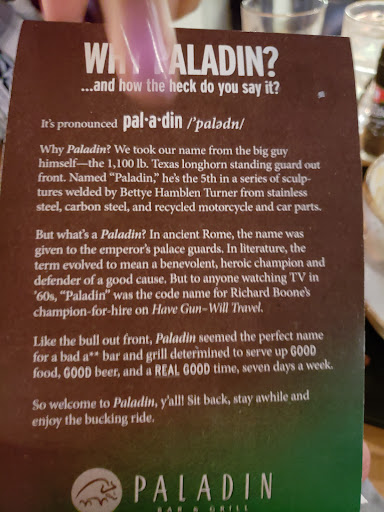 WHY PALADIN?
...and how the heck do you say it?
It's pronounced pal·a·din /'palədn/
Why Paladin? We took our name from the big guy
himself—the 1,100 lb. Texas longhorn standing guard out
front. Named “Paladin,” he's the 5th in a series of sculp-
tures welded by Bettye Hamblen Turner from stainless
steel, carbon steel, and recycled motorcycle and car parts.
But what's a Paladin? In ancient Rome, the name was
given to the emperor's palace guards. In literature, the
term evolved to mean a benevolent, heroic champion and
defender of a good cause. But to anyone watching TV in
’60s, “Paladin” was the code name for Richard Boone's
champion-for-hire on Have Gun–Will Travel.
Like the bull out front, Paladin seemed the perfect name
for a bad a** bar and grill determined to serve up GOOD
food, GOOD beer, and a REAL GOOD time, seven days a week.
So welcome to Paladin, y'all! Sit back, stay awhile and
enjoy the bucking ride.
PALADIN
BAR & GRILL